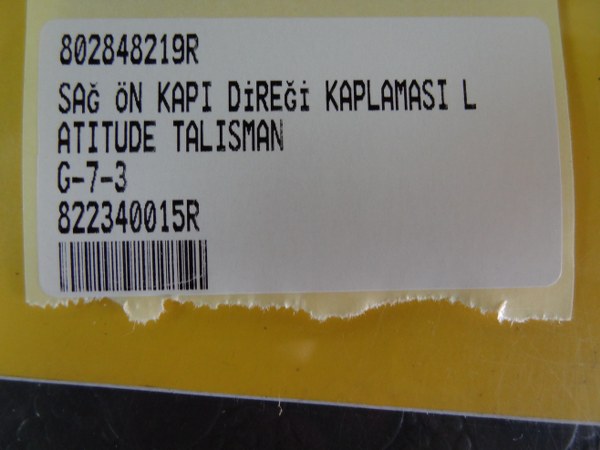 802848219R
SAĞ ÖN KAPI DİREĞİ KAPLAMASI L
ATITUDE TALISMAN
G-7-3
822340015R